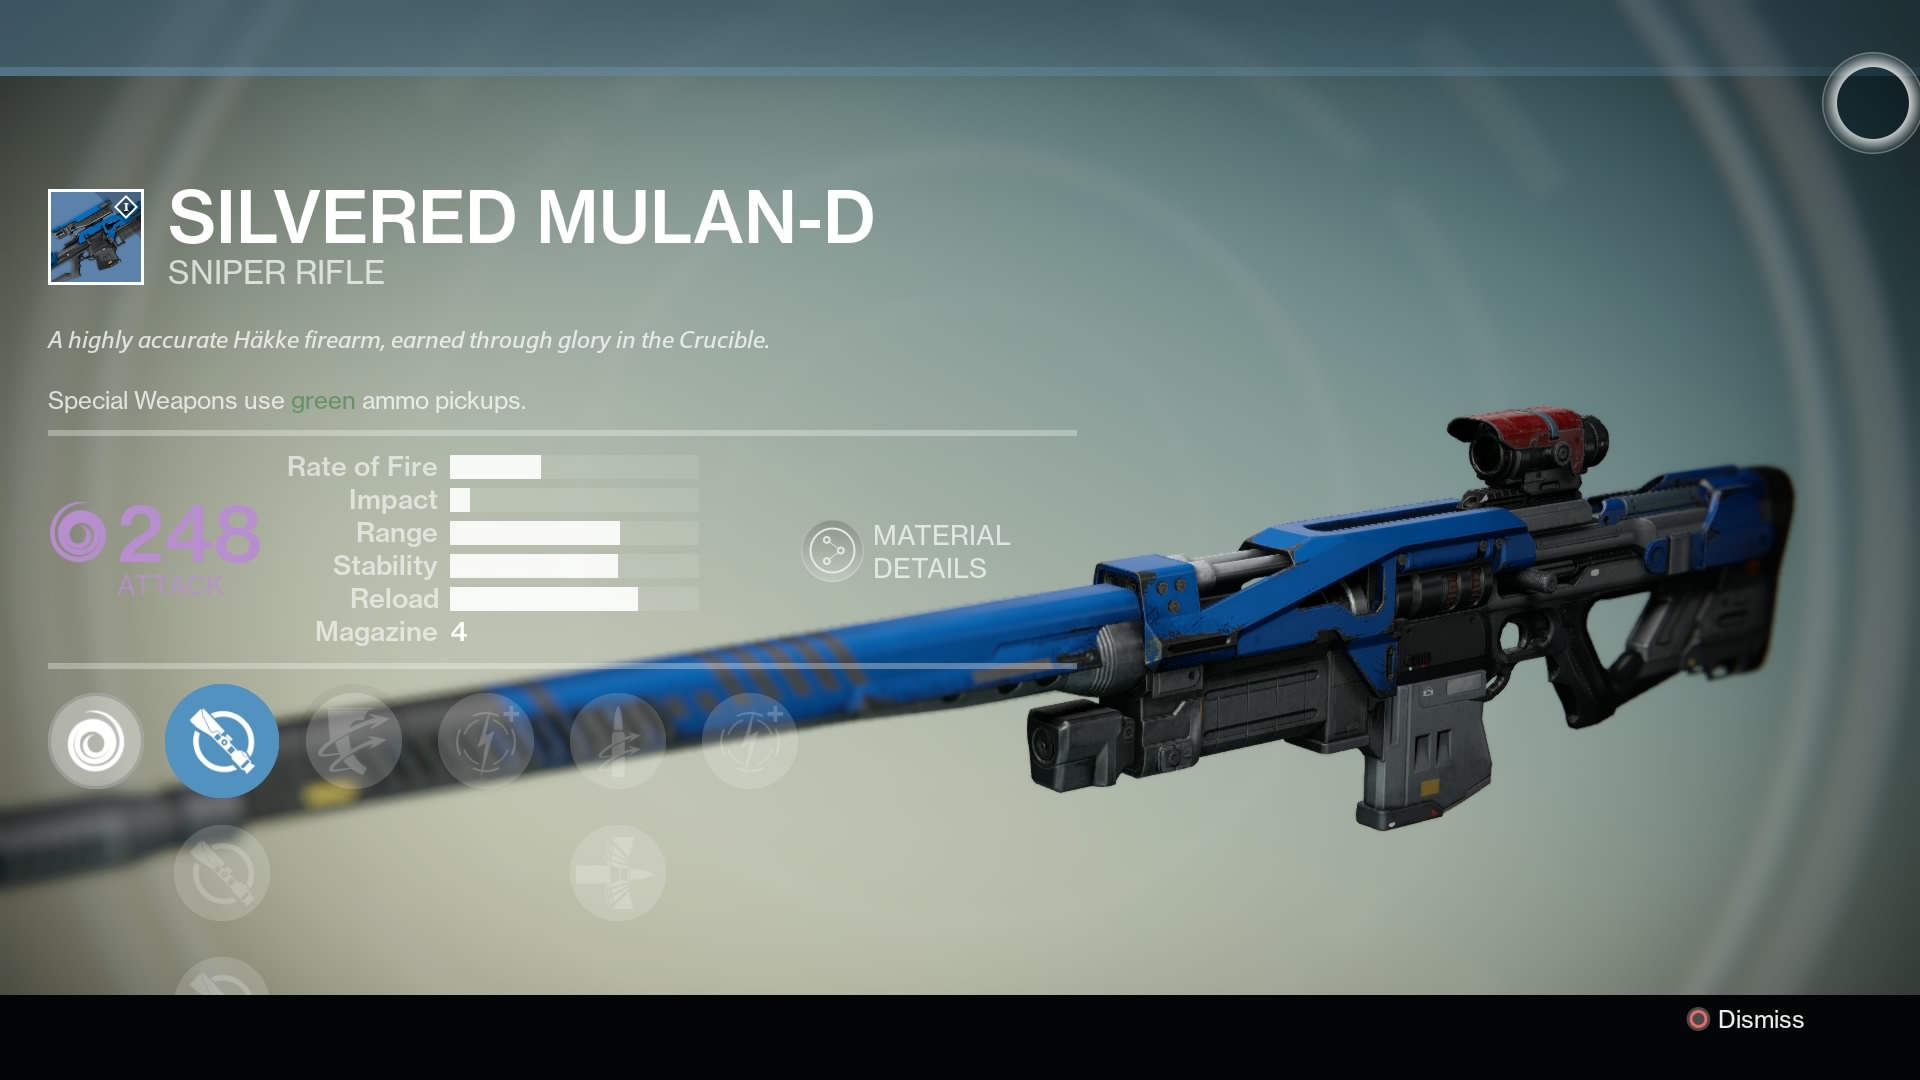 SILVERED MULAN-D
SNIPER RIFLE
A highly accurate Häkke firearm, earned through glory in the Crucible.
Special Weapons use green ammo pickups.
248
ATTACK
Rate of Fire
Impact
Range
Stability
Reload
Magazine 4
MATERIAL
DETAILS
Dismiss